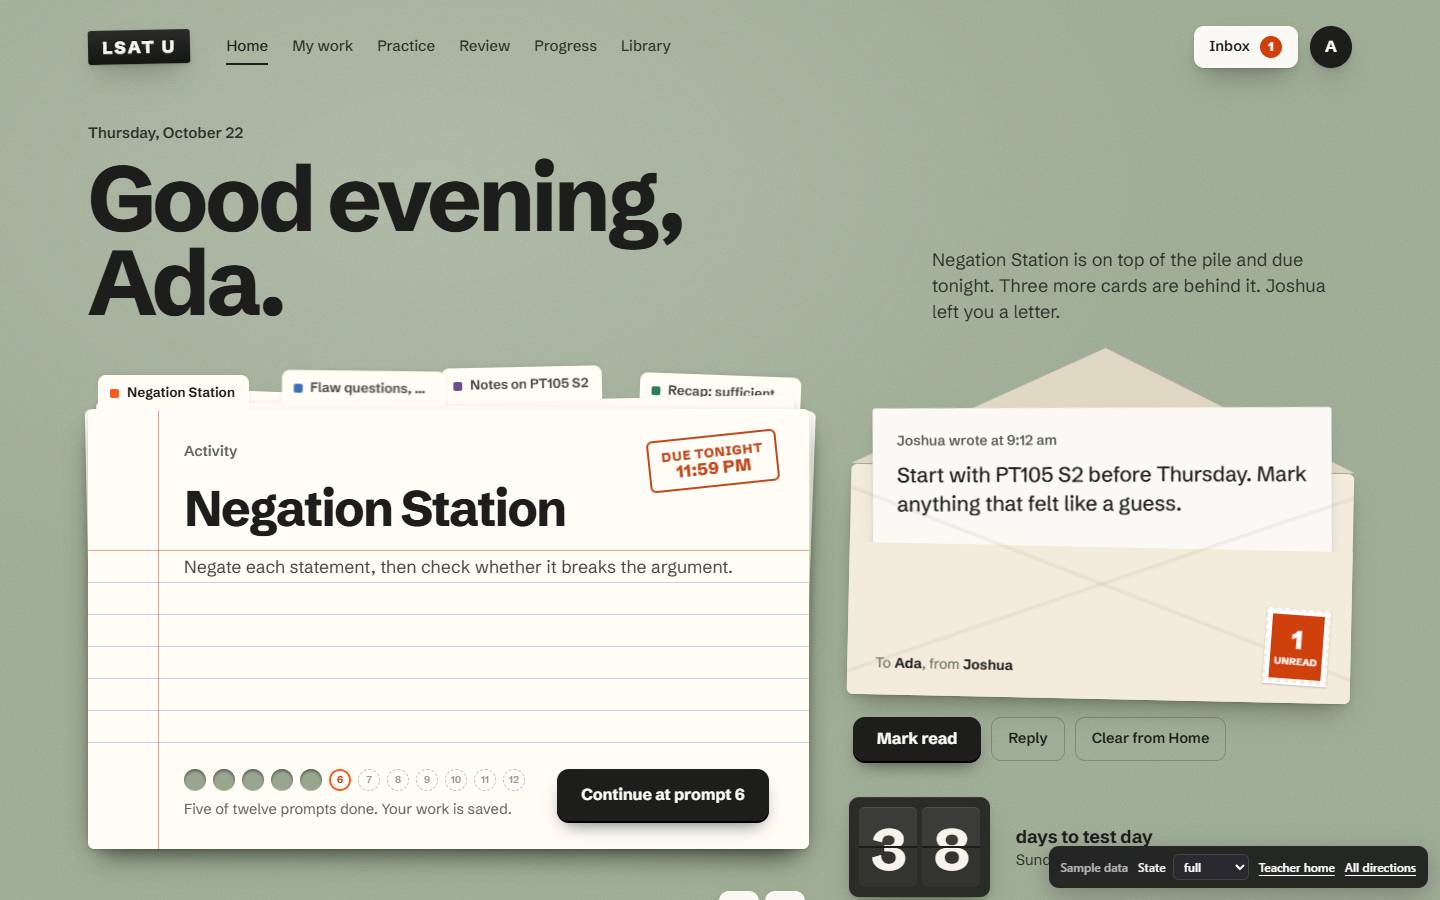 LSAT U
Home
My work
Practice
Review
Progress
Library
Inbox 1
A
Thursday, October 22
Good evening,
Ada.
Negation Station is on top of the pile and due
tonight. Three more cards are behind it. Joshua
left you a letter.
Negation Station
Flaw questions, ...
Notes on PT105 S2
Recap: sufficient
Activity
DUE TONIGHT
11:59 PM
Negation Station
Negate each statement, then check whether it breaks the argument.
6 7 8 9 10 11 12
Five of twelve prompts done. Your work is saved.
Continue at prompt 6
Joshua wrote at 9:12 am
Start with PT105 S2 before Thursday. Mark
anything that felt like a guess.
1
UNREAD
To Ada, from Joshua
Mark read
Reply
Clear from Home
38
days to test day
Sample data
State
full
Teacher home
All directions